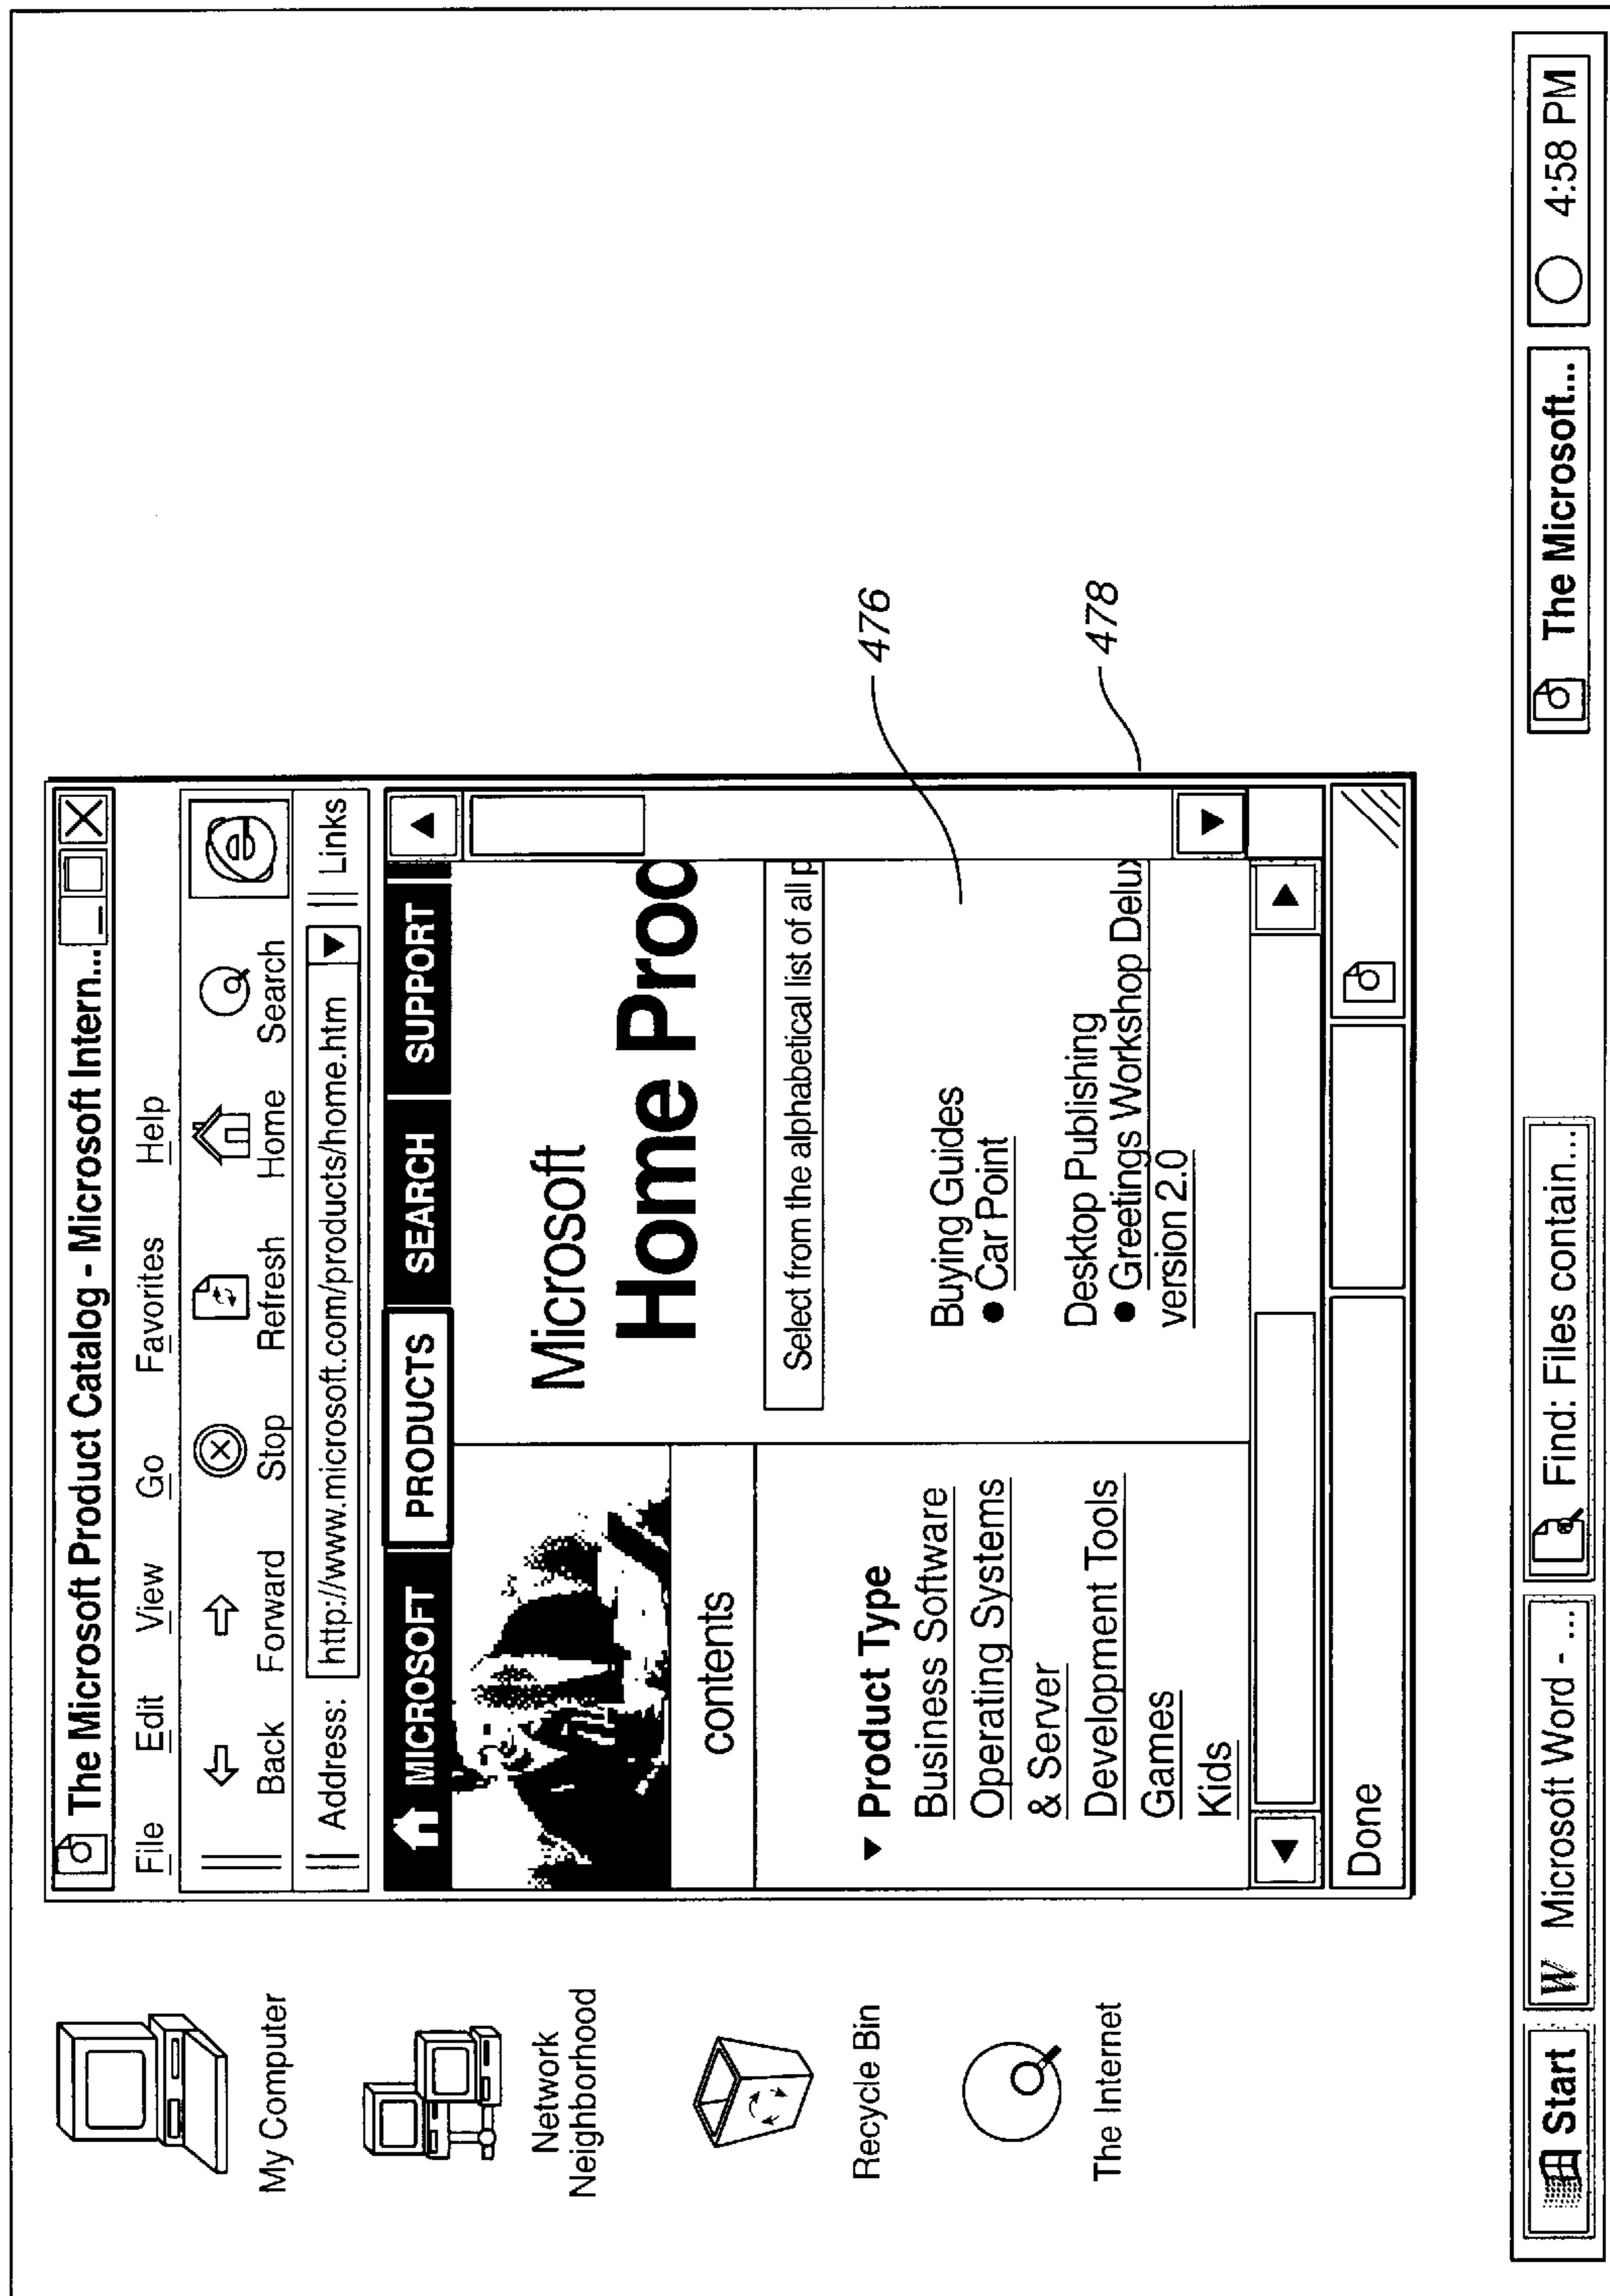 My Computer
Network
Neighborhood
Recycle Bin
The Internet
The Microsoft Product Catalog - Microsoft Intern...
File Edit View Go Favorites Help
Back Forward Stop Refresh Home Search
Address: http://www.microsoft.com/products/home.htm Links
MICROSOFT PRODUCTS SEARCH SUPPORT
contents
▼ Product Type
Business Software
Operating Systems
& Server
Development Tools
Games
Kids
Microsoft
Home Prod
Select from the alphabetical list of all p
Buying Guides
● Car Point
Desktop Publishing
● Greetings Workshop Delux
version 2.0
Done
476
478
Start W Microsoft Word - ... Find: Files contain... The Microsoft... 4:58 PM